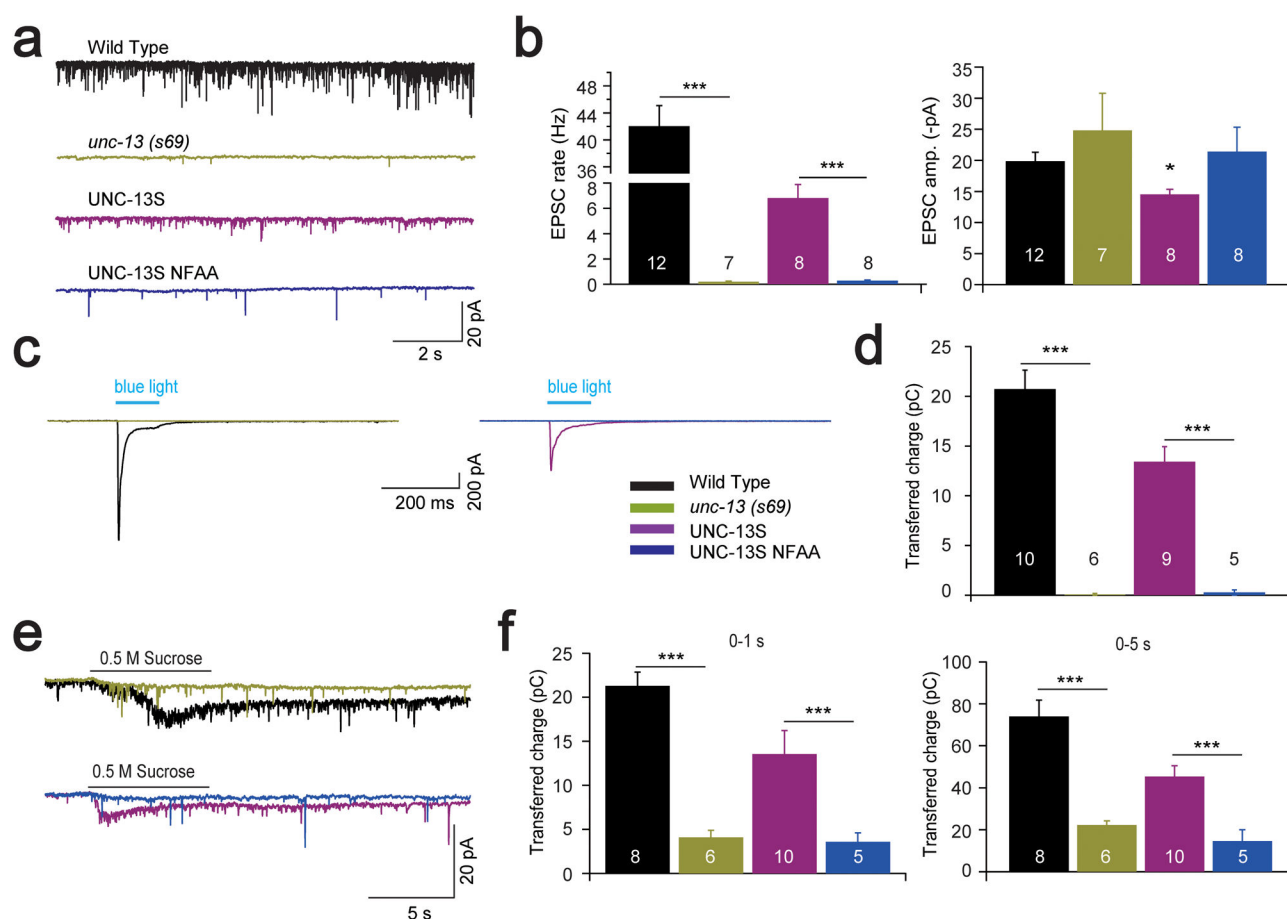 a
Wild Type
unc-13 (s69)
UNC-13S
UNC-13S NFAA
20 pA
2 s
b
EPSC rate (Hz)
44
40
36
8
6
4
2
0
***
***
12
7
8
8
EPSC amp. (-pA)
35
30
25
20
15
10
5
0
*
12
7
8
8
c
blue light
blue light
200 ms
200 pA
Wild Type
unc-13 (s69)
UNC-13S
UNC-13S NFAA
d
Transferred charge (pC)
25
20
15
10
5
0
***
***
10
6
9
5
e
0.5 M Sucrose
0.5 M Sucrose
20 pA
5 s
f
0-1 s
Transferred charge (pC)
25
20
15
10
5
0
***
***
8
6
10
5
0-5 s
Transferred charge (pC)
100
80
60
40
20
0
***
***
8
6
10
5